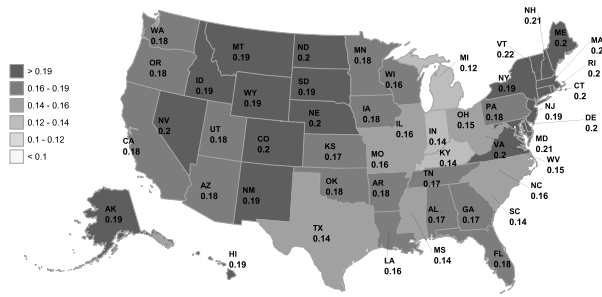 NH
0.21
ME
0.2
WA
0.18
MT
0.19
ND
0.2
MN
0.18
VT
0.22
MA
0.2
OR
0.18
MI
0.12
RI
0.2
ID
0.19
SD
0.19
WI
0.16
NY
0.19
CT
0.2
> 0.19
0.16 - 0.19
0.14 - 0.16
0.12 - 0.14
0.1 - 0.12
< 0.1
WY
0.19
IA
0.18
PA
0.18
NJ
0.19
NV
0.2
NE
0.2
OH
0.15
DE
0.2
UT
0.18
IL
0.16
IN
0.14
MD
0.21
CA
0.18
CO
0.2
KS
0.17
MO
0.16
KY
0.14
VA
0.2
WV
0.15
AZ
0.18
NM
0.19
OK
0.18
AR
0.18
TN
0.17
NC
0.16
AK
0.19
TX
0.14
AL
0.17
GA
0.17
SC
0.14
HI
0.19
LA
0.16
MS
0.14
FL
0.18